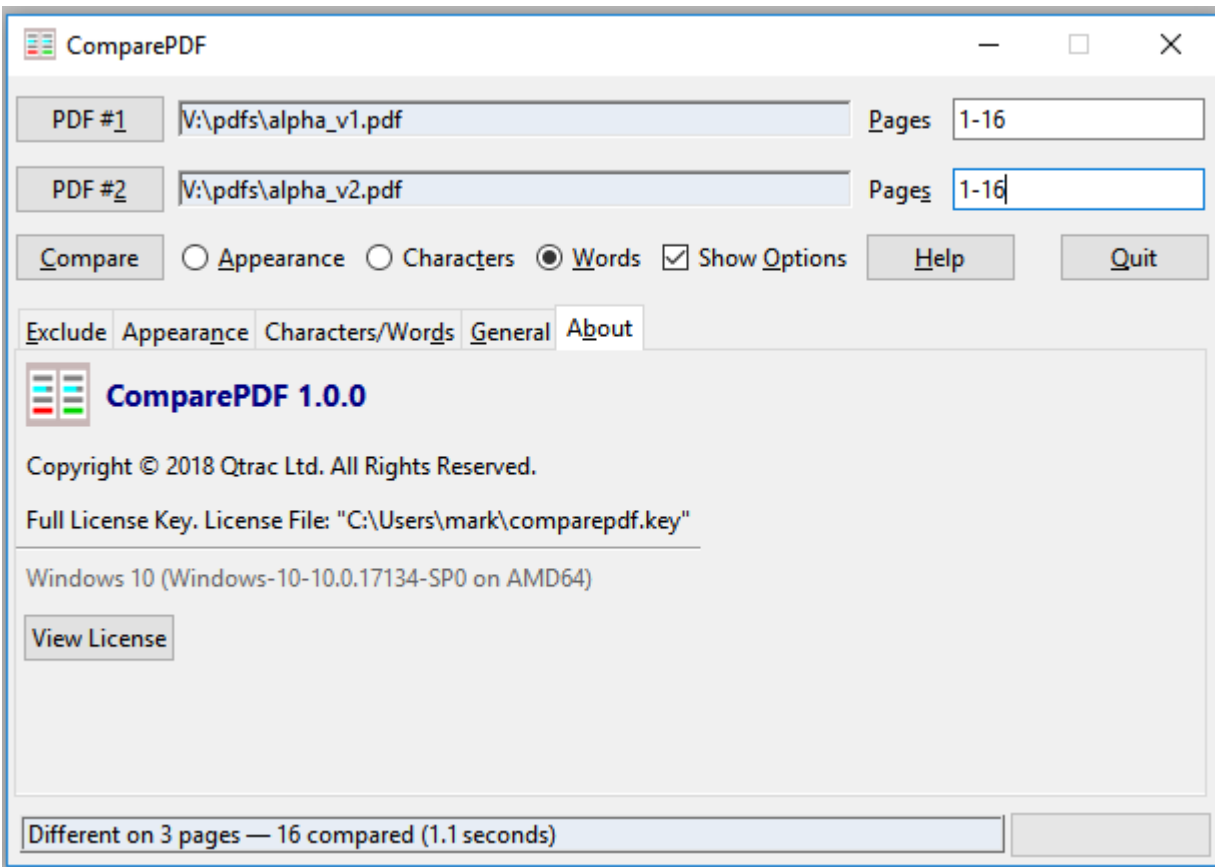 ComparePDF
PDF #1 V:\pdfs\alpha_v1.pdf Pages 1-16
PDF #2 V:\pdfs\alpha_v2.pdf Pages 1-16
Compare Appearance Characters Words Show Options Help Quit
Exclude Appearance Characters/Words General About
ComparePDF 1.0.0
Copyright © 2018 Qtrac Ltd. All Rights Reserved.
Full License Key. License File: "C:\Users\mark\comparepdf.key"
Windows 10 (Windows-10-10.0.17134-SP0 on AMD64)
View License
Different on 3 pages — 16 compared (1.1 seconds)